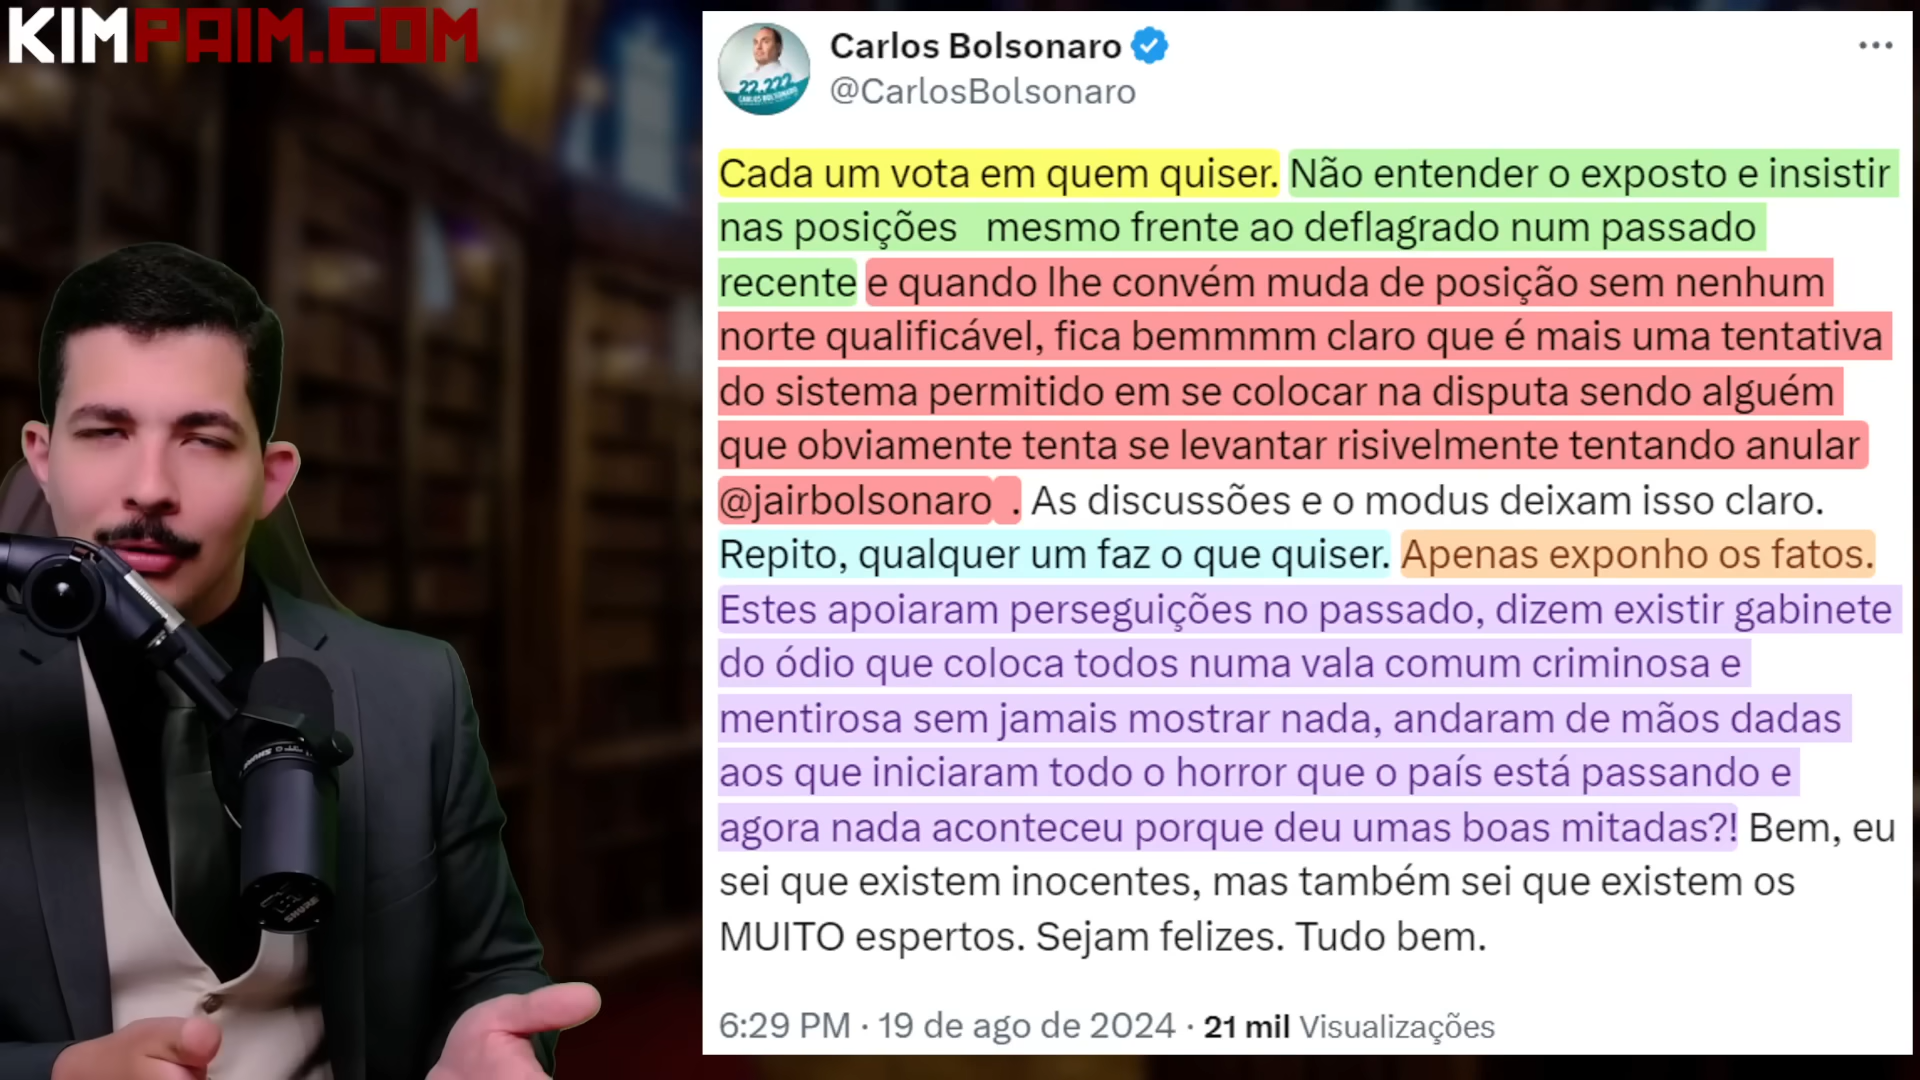 KIMPAIM.COM
Carlos Bolsonaro
@CarlosBolsonaro
22.222
CARLOS BOLSONARO
Cada um vota em quem quiser. Não entender o exposto e insistir
nas posições mesmo frente ao deflagrado num passado
recente e quando lhe convém muda de posição sem nenhum
norte qualificável, fica bemmmm claro que é mais uma tentativa
do sistema permitido em se colocar na disputa sendo alguém
que obviamente tenta se levantar risivelmente tentando anular
@jairbolsonaro .  As discussões e o modus deixam isso claro.
Repito, qualquer um faz o que quiser. Apenas exponho os fatos.
Estes apoiaram perseguições no passado, dizem existir gabinete
do ódio que coloca todos numa vala comum criminosa e
mentirosa sem jamais mostrar nada, andaram de mãos dadas
aos que iniciaram todo o horror que o país está passando e
agora nada aconteceu porque deu umas boas mitadas?! Bem, eu
sei que existem inocentes, mas também sei que existem os
MUITO espertos. Sejam felizes. Tudo bem.
6:29 PM · 19 de ago de 2024 · 21 mil Visualizações
SHURE